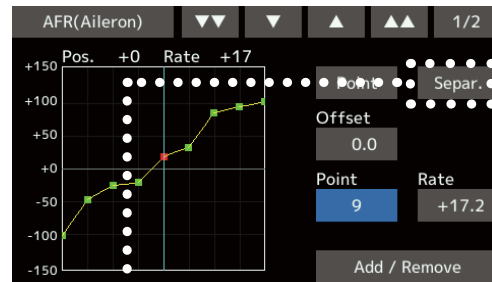 AFR(Aileron) ▼▼ ▼ ▲ ▲▲ 1/2
Pos. +0 Rate +17
+150
+100
+50
+0
-50
-100
-150
Point Separ.
Offset
0.0
Point Rate
9 +17.2
Add / Remove